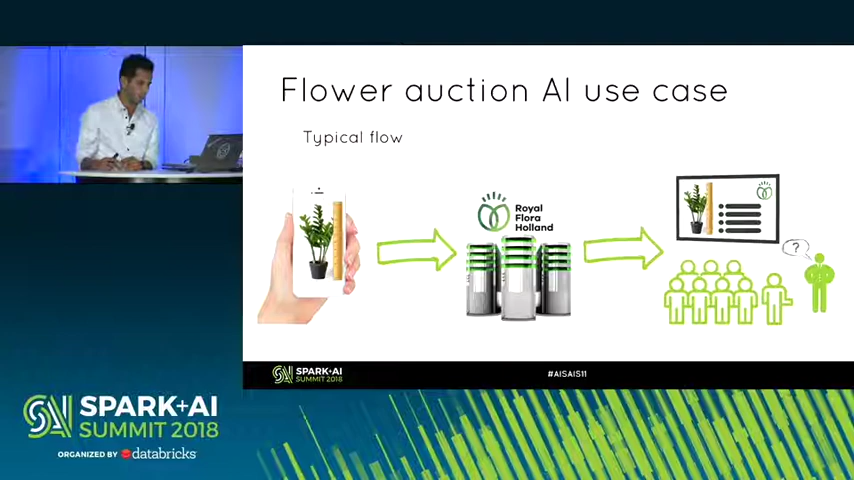 Flower auction AI use case
Typical flow
Royal
Flora
Holland
?
SPARK+AI
SUMMIT 2018
#AISAIS11
SPARK+AI
SUMMIT 2018
ORGANIZED BY databricks